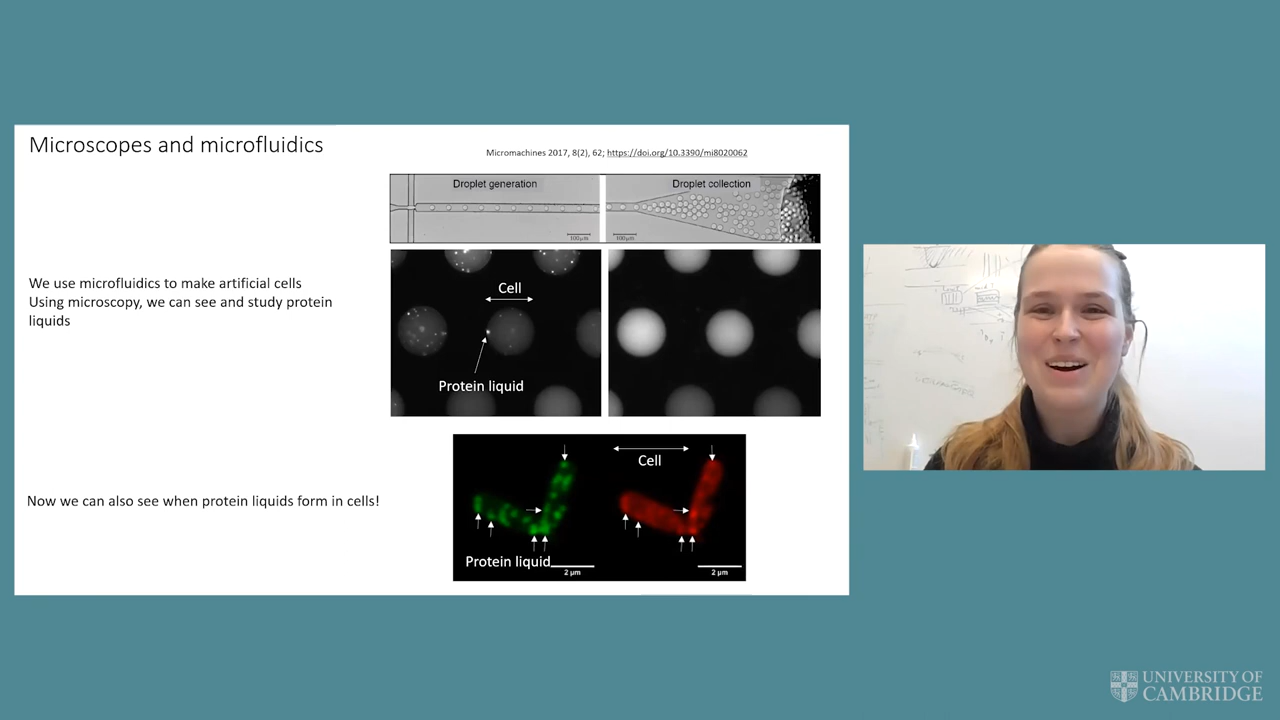 Microscopes and microfluidics
Micromachines 2017, 8(2), 62; https://doi.org/10.3390/mi8020062
Droplet generation
Droplet collection
100μm
100μm
We use microfluidics to make artificial cells
Using microscopy, we can see and study protein
liquids
Cell
Protein liquid
Now we can also see when protein liquids form in cells!
Cell
Protein liquid
2 μm
2 μm
UNIVERSITY OF
CAMBRIDGE